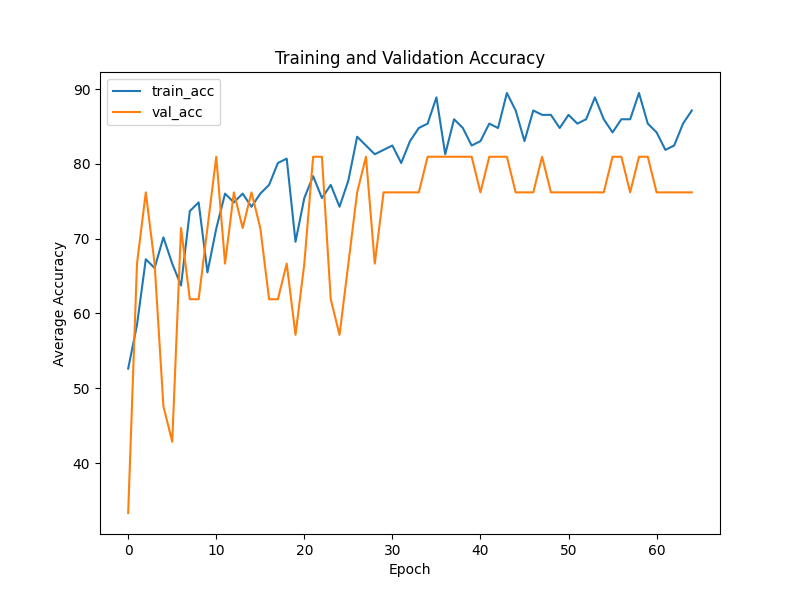 Training and Validation Accuracy
train_acc
val_acc
Average Accuracy
90
80
70
60
50
40
0 10 20 30 40 50 60
Epoch